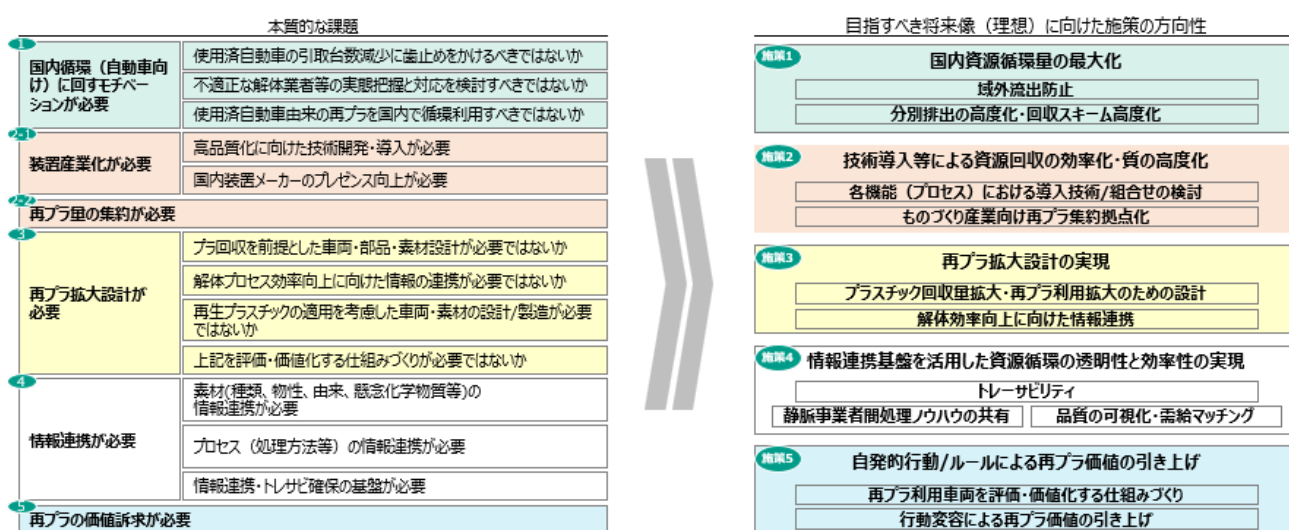 本質的な課題
1
国内循環（自動車向
け）に回すモチベー
ションが必要
使用済自動車の引取台数減少に歯止めをかけるべきではないか
不適正な解体業者等の実態把握と対応を検討すべきではないか
使用済自動車由来の再プラを国内で循環利用すべきではないか
2-1
装置産業化が必要
高品質化に向けた技術開発・導入が必要
国内装置メーカーのプレゼンス向上が必要
2-2
再プラ量の集約が必要
3
再プラ拡大設計が
必要
プラ回収を前提とした車両・部品・素材設計が必要ではないか
解体プロセス効率向上に向けた情報の連携が必要ではないか
再生プラスチックの適用を考慮した車両・素材の設計/製造が必要
ではないか
上記を評価・価値化する仕組みづくりが必要ではないか
4
情報連携が必要
素材(種類、物性、由来、懸念化学物質等)の
情報連携が必要
プロセス（処理方法等）の情報連携が必要
情報連携・トレサビ確保の基盤が必要
5
再プラの価値訴求が必要
目指すべき将来像（理想）に向けた施策の方向性
施策1
国内資源循環量の最大化
域外流出防止
分別排出の高度化・回収スキーム高度化
施策2
技術導入等による資源回収の効率化・質の高度化
各機能（プロセス）における導入技術/組合せの検討
ものづくり産業向け再プラ集約拠点化
施策3
再プラ拡大設計の実現
プラスチック回収量拡大・再プラ利用拡大のための設計
解体効率向上に向けた情報連携
施策4
情報連携基盤を活用した資源循環の透明性と効率性の実現
トレーサビリティ
静脈事業者間処理ノウハウの共有
品質の可視化・需給マッチング
施策5
自発的行動/ルールによる再プラ価値の引き上げ
再プラ利用車両を評価・価値化する仕組みづくり
行動変容による再プラ価値の引き上げ